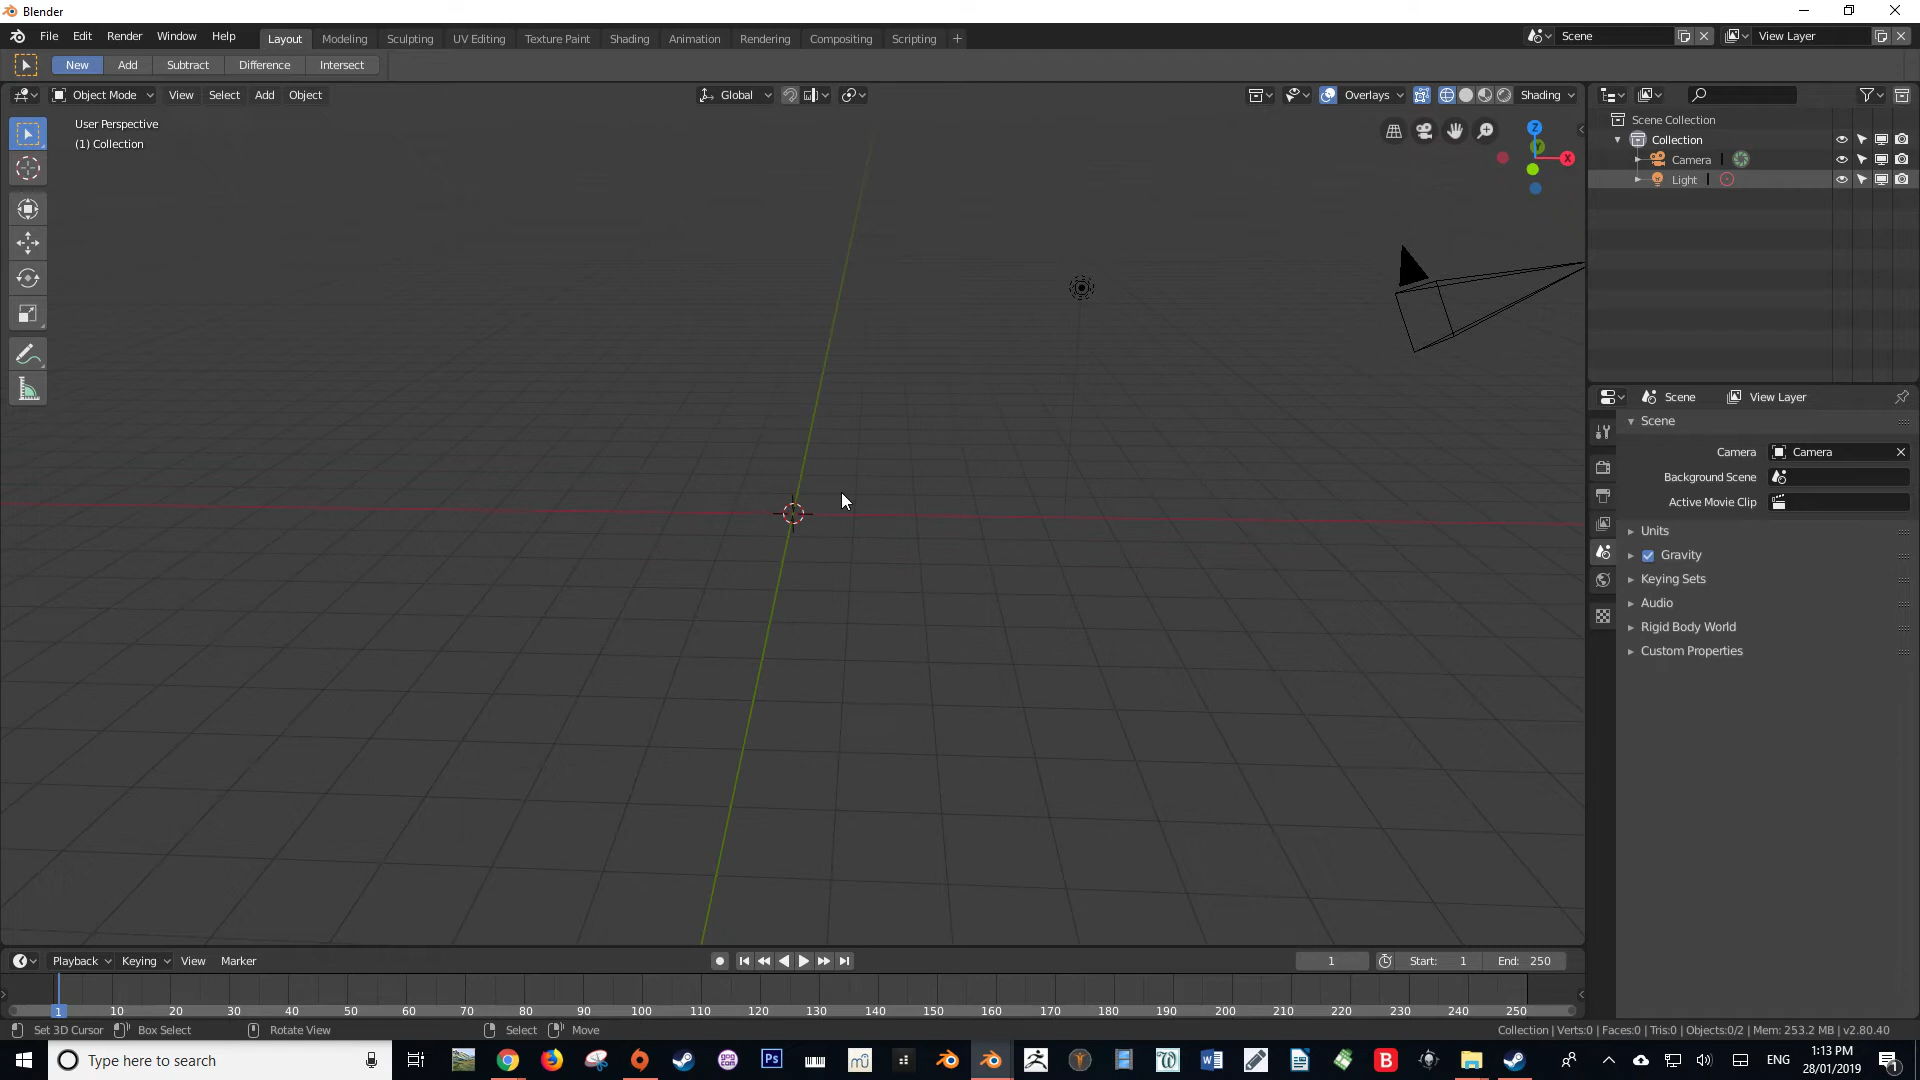 Blender
File Edit Render Window Help Layout Modeling Sculpting UV Editing Texture Paint Shading Animation Rendering Compositing Scripting + Scene View Layer
New Add Subtract Difference Intersect
Object Mode View Select Add Object Global Overlays Shading
User Perspective
(1) Collection
Z
Y
X
Scene Collection
Collection
Camera
Light
Scene View Layer
Scene
Camera Camera
Background Scene
Active Movie Clip
Units
Gravity
Keying Sets
Audio
Rigid Body World
Custom Properties
Playback Keying View Marker 1 Start: 1 End: 250
1 10 20 30 40 50 60 70 80 90 100 110 120 130 140 150 160 170 180 190 200 210 220 230 240 250
Set 3D Cursor Box Select Rotate View Select Move Collection | Verts:0 | Faces:0 | Tris:0 | Objects:0/2 | Mem: 253.2 MB | v2.80.40
Type here to search Ps mü W W B ENG 1:13 PM
28/01/2019 1